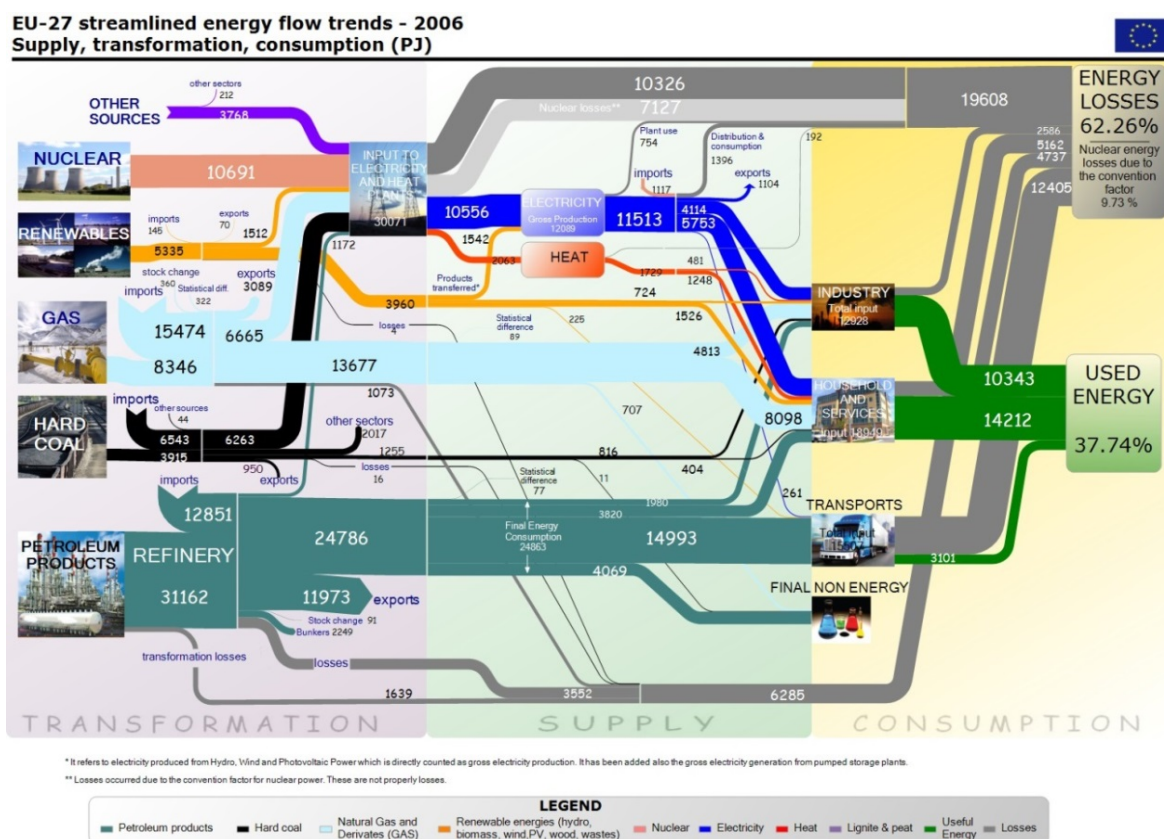 EU-27 streamlined energy flow trends - 2006
Supply, transformation, consumption (PJ)
other sectors
212
OTHER
SOURCES
3768
NUCLEAR
10691
RENEWABLES
imports
145
exports
70
1512
5335
stock change
360
Statistical diff.
322
exports
3089
1172
imports
GAS
15474
6665
8346
13677
1073
HARD
COAL
imports
other sources
44
6543
6263
3915
other sectors
2017
1255
950
exports
losses
16
imports
12851
PETROLEUM
PRODUCTS
REFINERY
24786
31162
11973
exports
Stock change 91
Bunkers 2249
transformation losses
losses
1639
3552
6285
INPUT TO
ELECTRICITY
AND HEAT
PLANTS
30071
10326
Nuclear losses**
7127
Plant use
754
Distribution &
consumption
1396
192
imports
1117
exports
1104
10556
ELECTRICITY
Gross Production
12089
11513
4114
5753
1542
2063
HEAT
Products
transferred*
1729
481
1248
3960
724
1526
losses
4
Statistical
difference
89
225
4813
707
8098
816
404
11
Statistical
difference
77
1980
3820
Final Energy
Consumption
24863
14993
4069
261
INDUSTRY
Total input
12928
HOUSEHOLD
AND
SERVICES
Input 18949
TRANSPORTS
Total input
FINAL NON ENERGY
19608
2586
5162
4737
12405
ENERGY
LOSSES
62.26%
Nuclear energy
losses due to
the convention
factor
9.73 %
10343
14212
3101
USED
ENERGY
37.74%
TRANSFORMATION
SUPPLY
CONSUMPTION
* It refers to electricity produced from Hydro, Wind and Photovoltaic Power which is directly counted as gross electricity production. It has been added also the gross electricity generation from pumped storage plants.
** Losses occurred due to the convention factor for nuclear power. These are not properly losses.
LEGEND
Petroleum products
Hard coal
Natural Gas and
Derivates (GAS)
Renewable energies (hydro,
biomass, wind,PV, wood, wastes)
Nuclear
Electricity
Heat
Lignite & peat
Useful
Energy
Losses